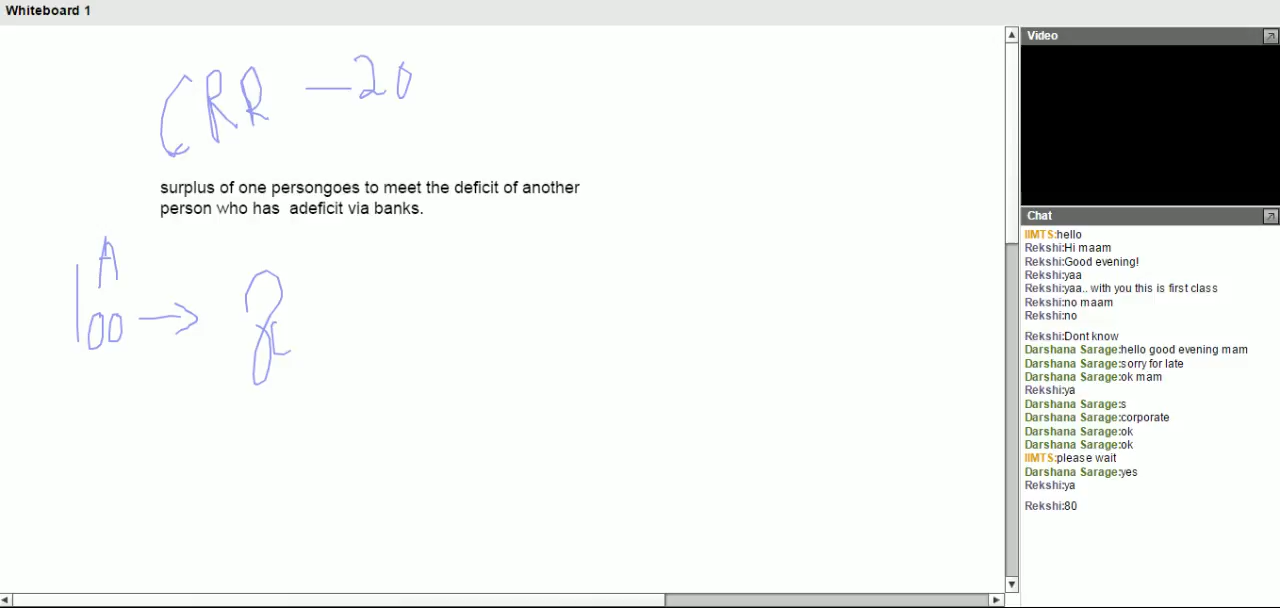 Whiteboard 1
CRR — 20
surplus of one persongoes to meet the deficit of another
person who has adeficit via banks.
A
100 →
Video
Chat
IIMTS:hello
Rekshi:Hi maam
Rekshi:Good evening!
Rekshi:yaa
Rekshi:yaa.. with you this is first class
Rekshi:no maam
Rekshi:no
Rekshi:Dont know
Darshana Sarage:hello good evening mam
Darshana Sarage:sorry for late
Darshana Sarage:ok mam
Rekshi:ya
Darshana Sarage:s
Darshana Sarage:corporate
Darshana Sarage:ok
Darshana Sarage:ok
IIMTS:please wait
Darshana Sarage:yes
Rekshi:ya
Rekshi:80